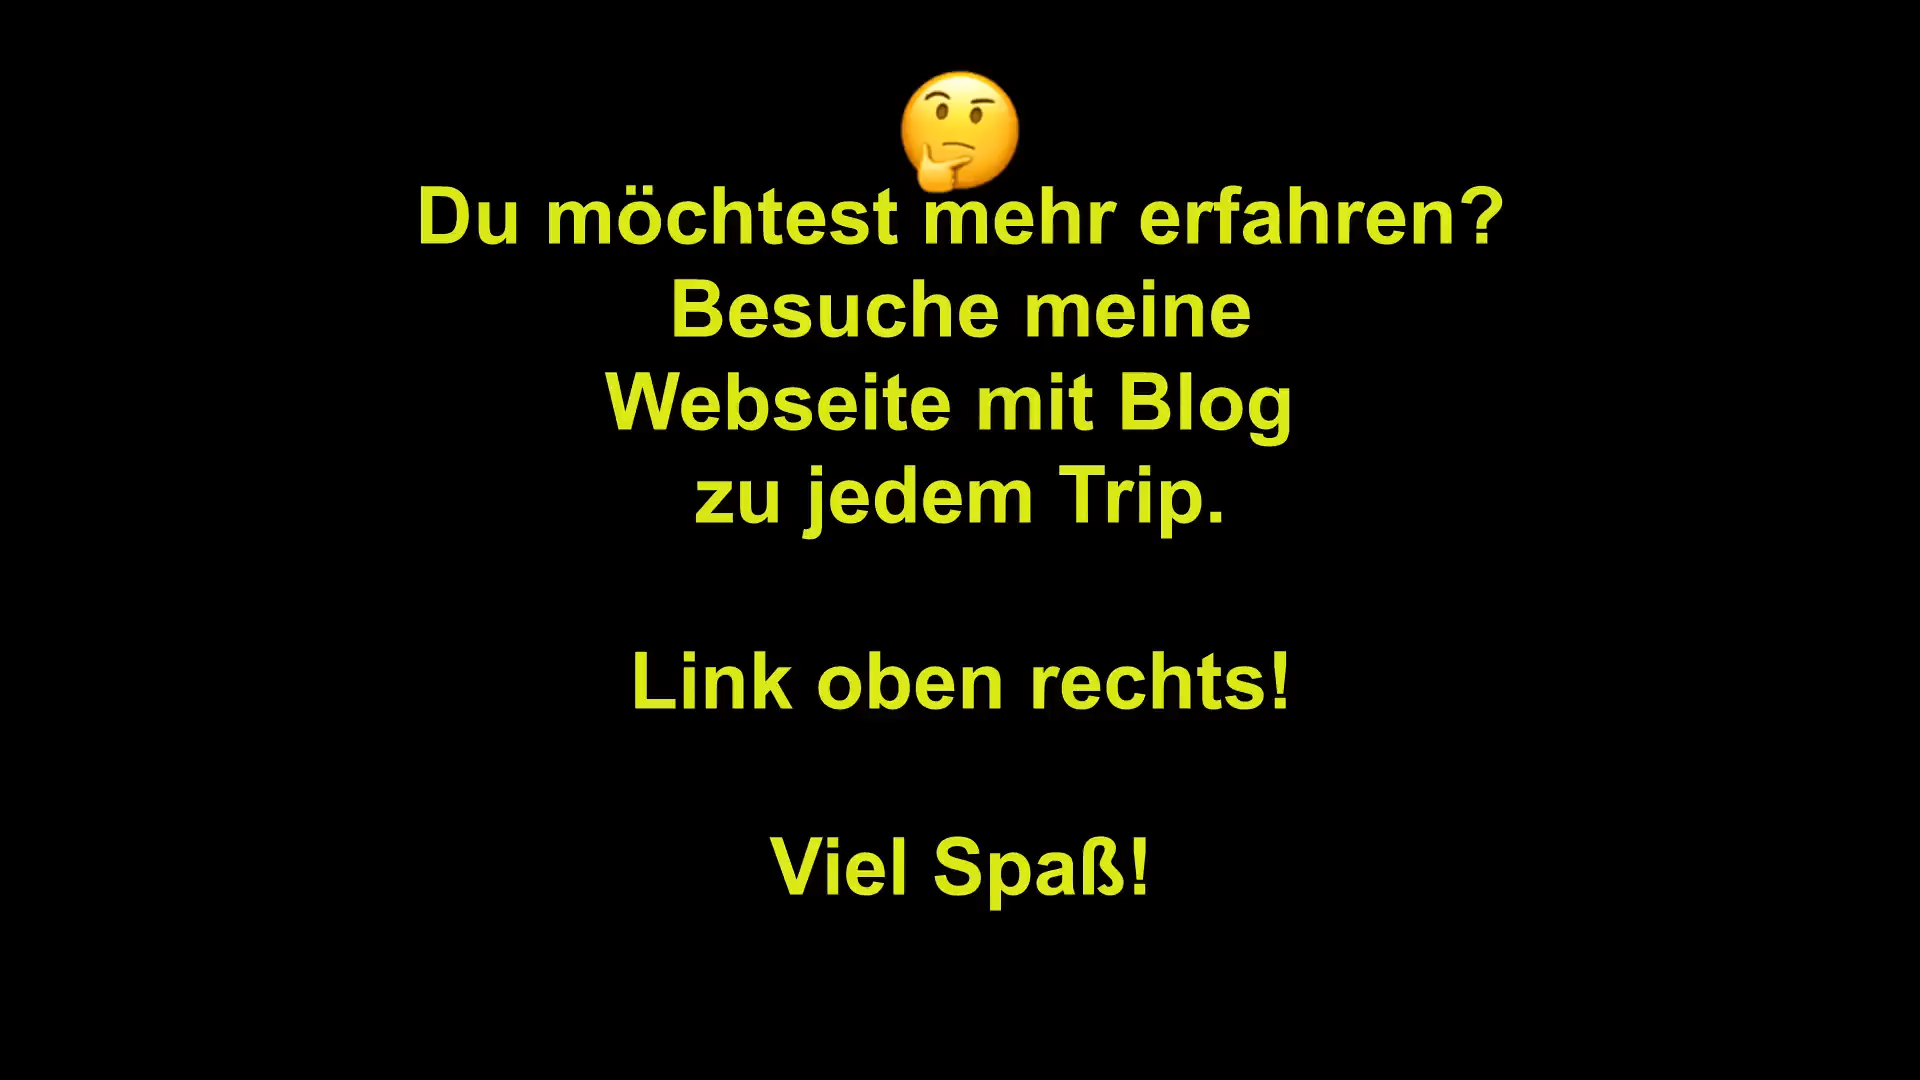 Du möchtest mehr erfahren?
Besuche meine
Webseite mit Blog
zu jedem Trip.
Link oben rechts!
Viel Spaß!